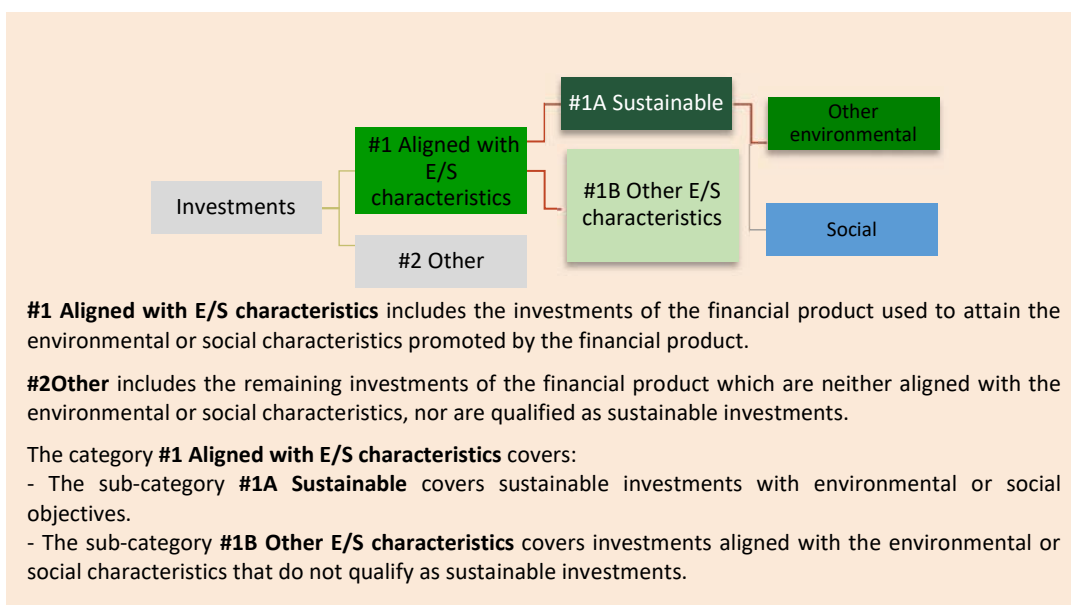 #1A Sustainable
Other
environmental
#1 Aligned with
E/S
characteristics
#1B Other E/S
characteristics
Investments
Social
#2 Other
#1 Aligned with E/S characteristics includes the investments of the financial product used to attain the
environmental or social characteristics promoted by the financial product.
#2Other includes the remaining investments of the financial product which are neither aligned with the
environmental or social characteristics, nor are qualified as sustainable investments.
The category #1 Aligned with E/S characteristics covers:
- The sub-category #1A Sustainable covers sustainable investments with environmental or social
objectives.
- The sub-category #1B Other E/S characteristics covers investments aligned with the environmental or
social characteristics that do not qualify as sustainable investments.